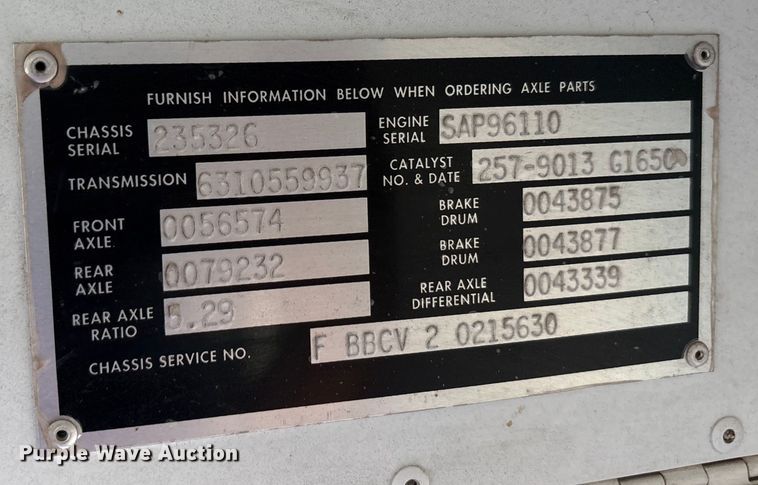 FURNISH INFORMATION BELOW WHEN ORDERING AXLE PARTS
CHASSIS SERIAL 235326
ENGINE SERIAL SAP96110
TRANSMISSION 6310559937
CATALYST NO. & DATE 257-9013 G1650
FRONT AXLE 0056574
BRAKE DRUM 0043875
REAR AXLE 0079232
BRAKE DRUM 0043877
REAR AXLE RATIO 5.29
REAR AXLE DIFFERENTIAL 0043339
CHASSIS SERVICE NO. F BBCV 2 0215630
Purple Wave Auction